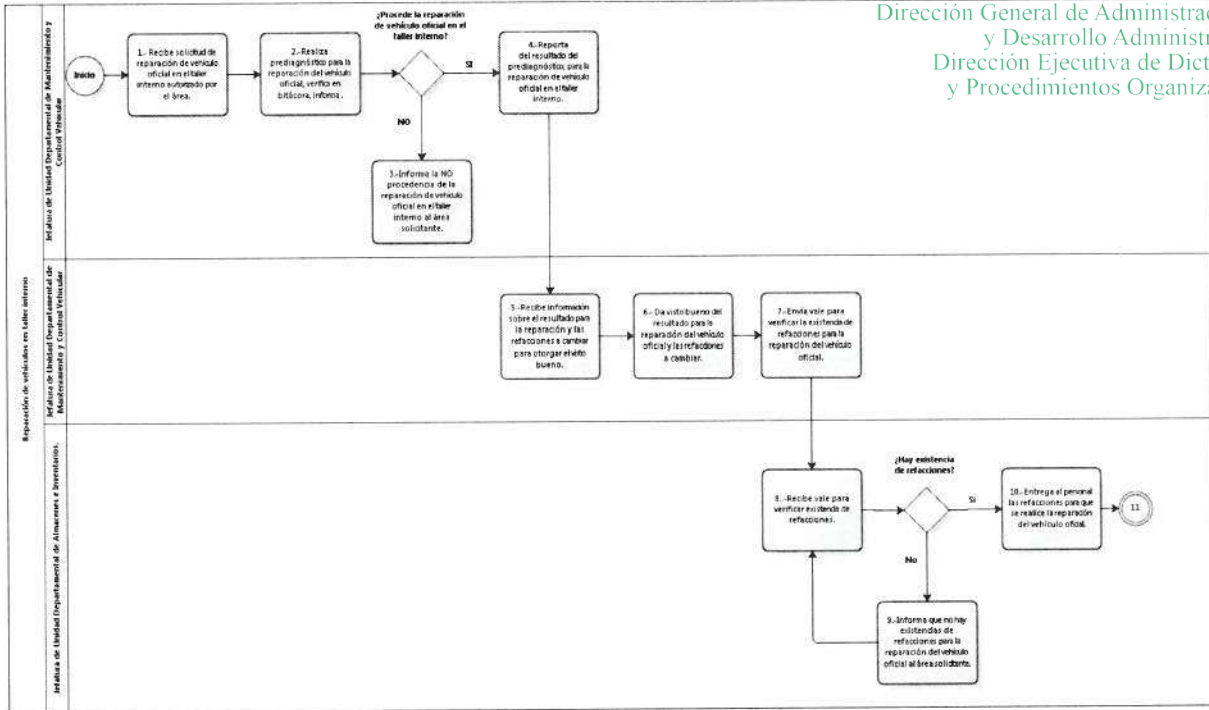 Dirección General de Administrac
y Desarrollo Administr
Dirección Ejecutiva de Dict
y Procedimientos Organiza
Reparación de vehículos en taller interno
Jefatura de Unidad Departamental de Mantenimiento y
Control Vehicular
Inicio
1.- Recibe solicitud de
reparación de vehículo
oficial en el taller
interno autorizado por
el área.
2.-Realiza
prediagnóstico para la
reparación del vehículo
oficial, verifica en
bitácora, informa .
¿Procede la reparación
de vehículo oficial en el
taller interno?
SI
NO
3.-Informa la NO
procedencia de la
reparación de vehículo
oficial en el taller
interno al área
solicitante.
4.-Reporta
del resultado del
prediagnóstico, para la
reparación de vehículo
oficial en el taller
interno.
Jefatura de Unidad Departamental de
Mantenimiento y Control Vehicular
5.-Recibe información
sobre el resultado para
la reparación y las
refacciones a cambiar
para otorgar el visto
bueno.
6.-Da visto bueno del
resultado para la
reparación del vehículo
oficial y las refacciones
a cambiar.
7.-Envía vale para
verificar la existencia de
refacciones para la
reparación del vehículo
oficial.
Jefatura de Unidad Departamental de Almacenes e Inventarios.
8.-Recibe vale para
verificar existencia de
refacciones.
¿Hay existencia
de refacciones?
Si
No
9.-Informa que no hay
existencias de
refacciones para la
reparación del vehículo
oficial al área solicitante.
10.-Entrega al personal
las refacciones para que
se realice la reparación
del vehículo oficial.
11